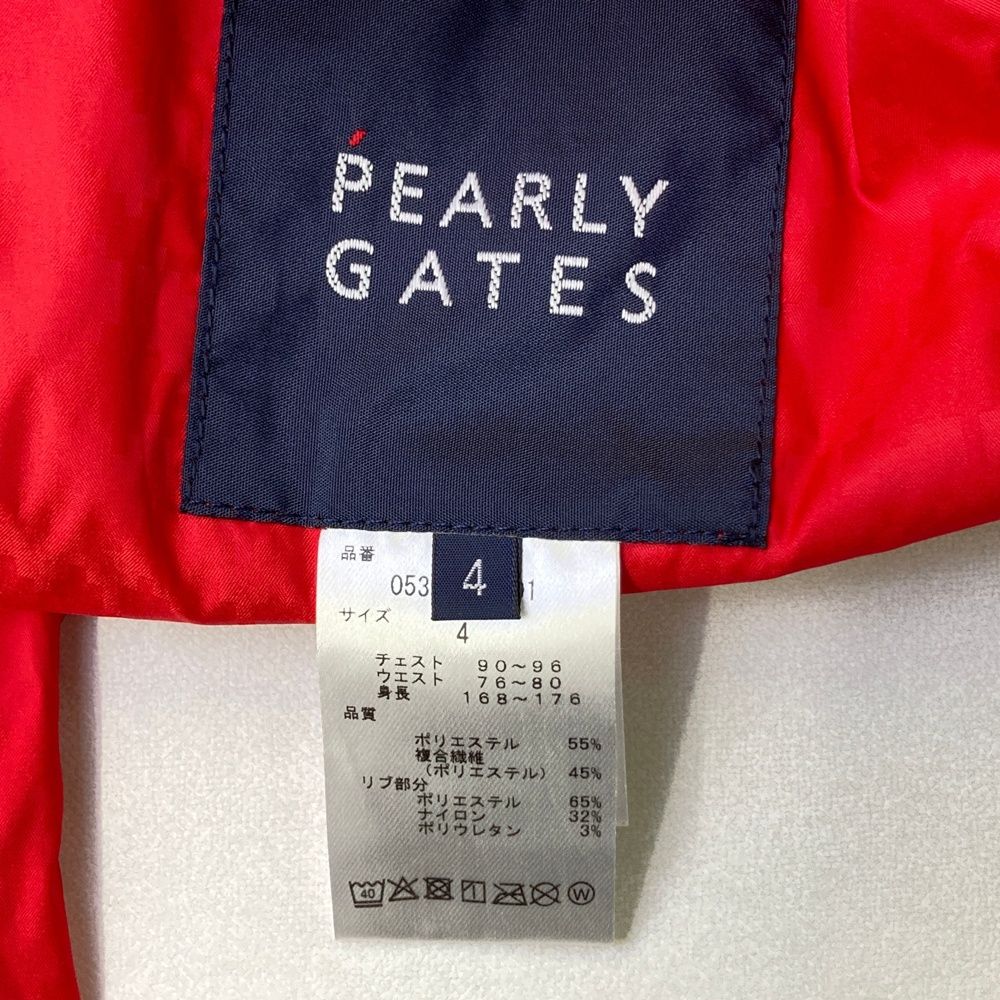 PEARLY
GATES
4
品番
053 1
サイズ
4
チェスト 90～96
ウエスト 76～80
身長 168～176
品質
ポリエステル 55%
複合繊維
(ポリエステル) 45%
リブ部分
ポリエステル 65%
ナイロン 32%
ポリウレタン 3%
40 1 W